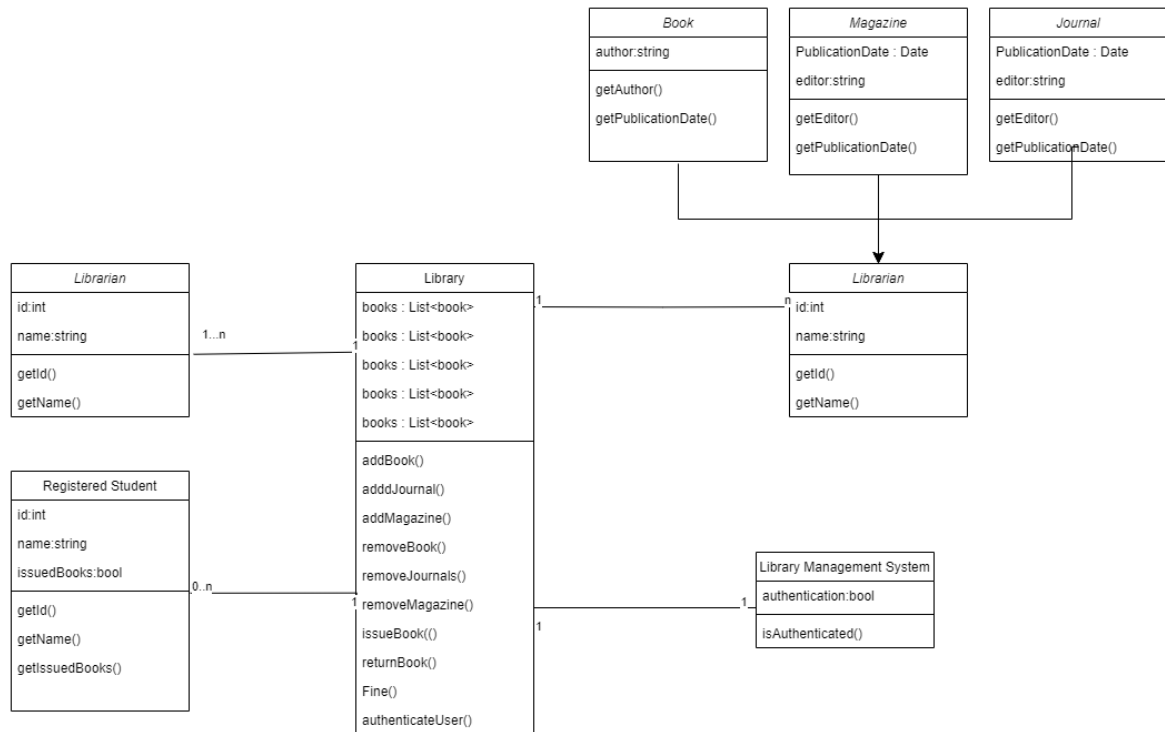 Book
author:string
getAuthor()
getPublicationDate()
Magazine
PublicationDate : Date
editor:string
getEditor()
getPublicationDate()
Journal
PublicationDate : Date
editor:string
getEditor()
getPublicationDate()
Librarian
id:int
name:string
getId()
getName()
1...n
1
Library
books : List<book>
books : List<book>
books : List<book>
books : List<book>
books : List<book>
addBook()
adddJournal()
addMagazine()
removeBook()
removeJournals()
removeMagazine()
issueBook(()
returnBook()
Fine()
authenticateUser()
1
n
Librarian
id:int
name:string
getId()
getName()
Registered Student
id:int
name:string
issuedBooks:bool
getId()
getName()
getIssuedBooks()
0..n
1
1
1
Library Management System
authentication:bool
isAuthenticated()